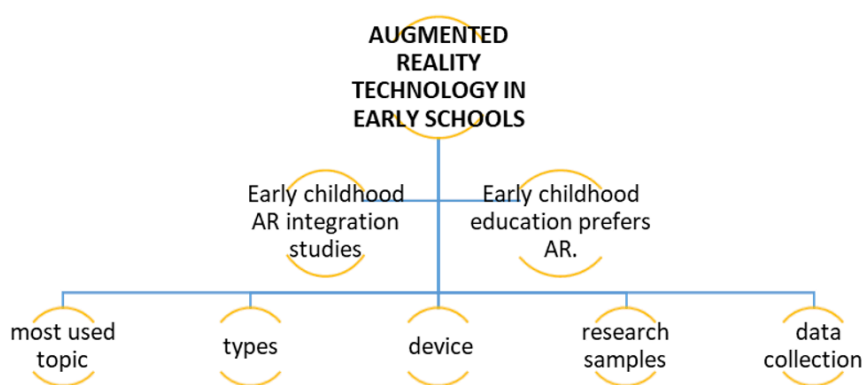 AUGMENTED
REALITY
TECHNOLOGY IN
EARLY SCHOOLS
Early childhood
AR integration
studies
Early childhood
education prefers
AR.
most used
topic
types
device
research
samples
data
collection